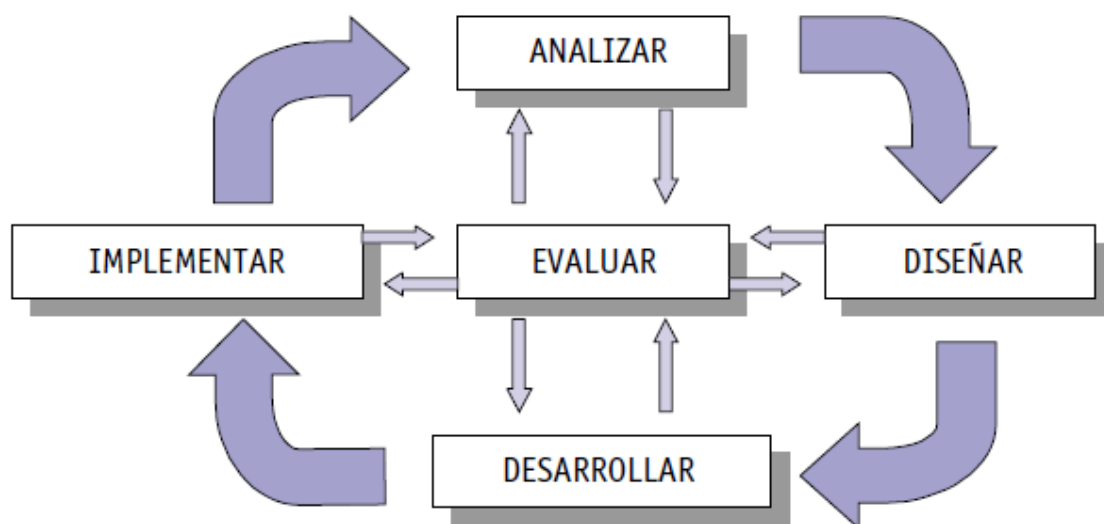 ANALIZAR
IMPLEMENTAR
EVALUAR
DISEÑAR
DESARROLLAR